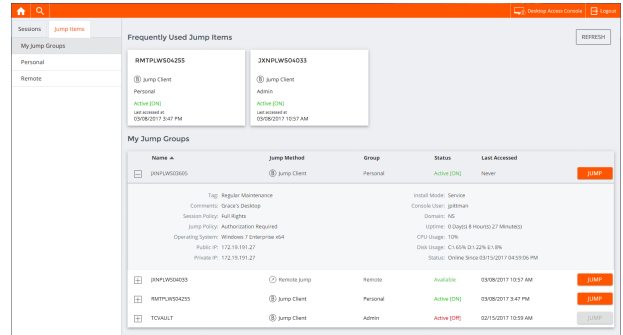 Desktop Access Console Logout
Sessions Jump Items
My Jump Groups
Personal
Remote
Frequently Used Jump Items REFRESH
RMTPLWS04255 JXNPLWS04033
Jump Client Jump Client
Personal Admin
Active [ON] Active [ON]
Last accessed at Last accessed at
03/08/2017 3:47 PM 03/08/2017 10:57 AM
My Jump Groups
Name Jump Method Group Status Last Accessed
JXNPLWS03605 Jump Client Personal Active [ON] Never JUMP
Tag: Regular Maintenance Install Mode: Service
Comments: Grace's Desktop Console User: jpittman
Session Policy: Full Rights Domain: NS
Jump Policy: Authorization Required Uptime: 0 Day(s) 8 Hour(s) 27 Minute(s)
Operating System: Windows 7 Enterprise x64 CPU Usage: 10%
Public IP: 172.19.191.27 Disk Usage: C:\ 65% D:\ 22% E:\ 8%
Private IP: 172.19.191.27 Status: Online Since 03/15/2017 04:59:06 PM
JXNPLWS04033 Remote Jump Remote Available 03/08/2017 10:57 AM JUMP
RMTPLWS04255 Jump Client Personal Active [ON] 03/08/2017 3:47 PM JUMP
TCVAULT Jump Client Admin Active [Off] 02/15/2017 10:59 AM JUMP